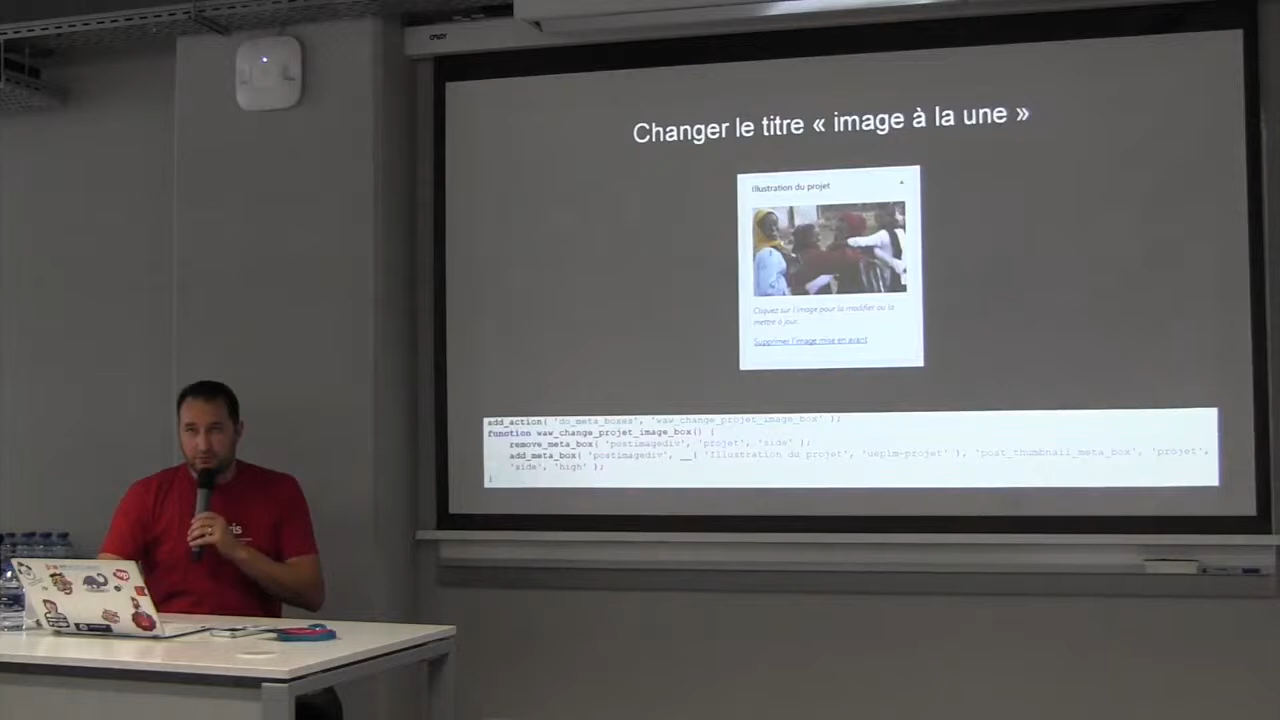 Changer le titre « image à la une »
Illustration du projet
Cliquez sur l'image pour la modifier ou la
mettre à jour.
Supprimer l'image mise en avant
add_action( 'do_meta_boxes', 'waw_change_projet_image_box' );
function waw_change_projet_image_box() {
remove_meta_box( 'postimagediv', 'projet', 'side' );
add_meta_box( 'postimagediv', __( 'Illustration du projet', 'ueplm-projet' ), 'post_thumbnail_meta_box', 'projet',
'side', 'high' );
}
ris
wp